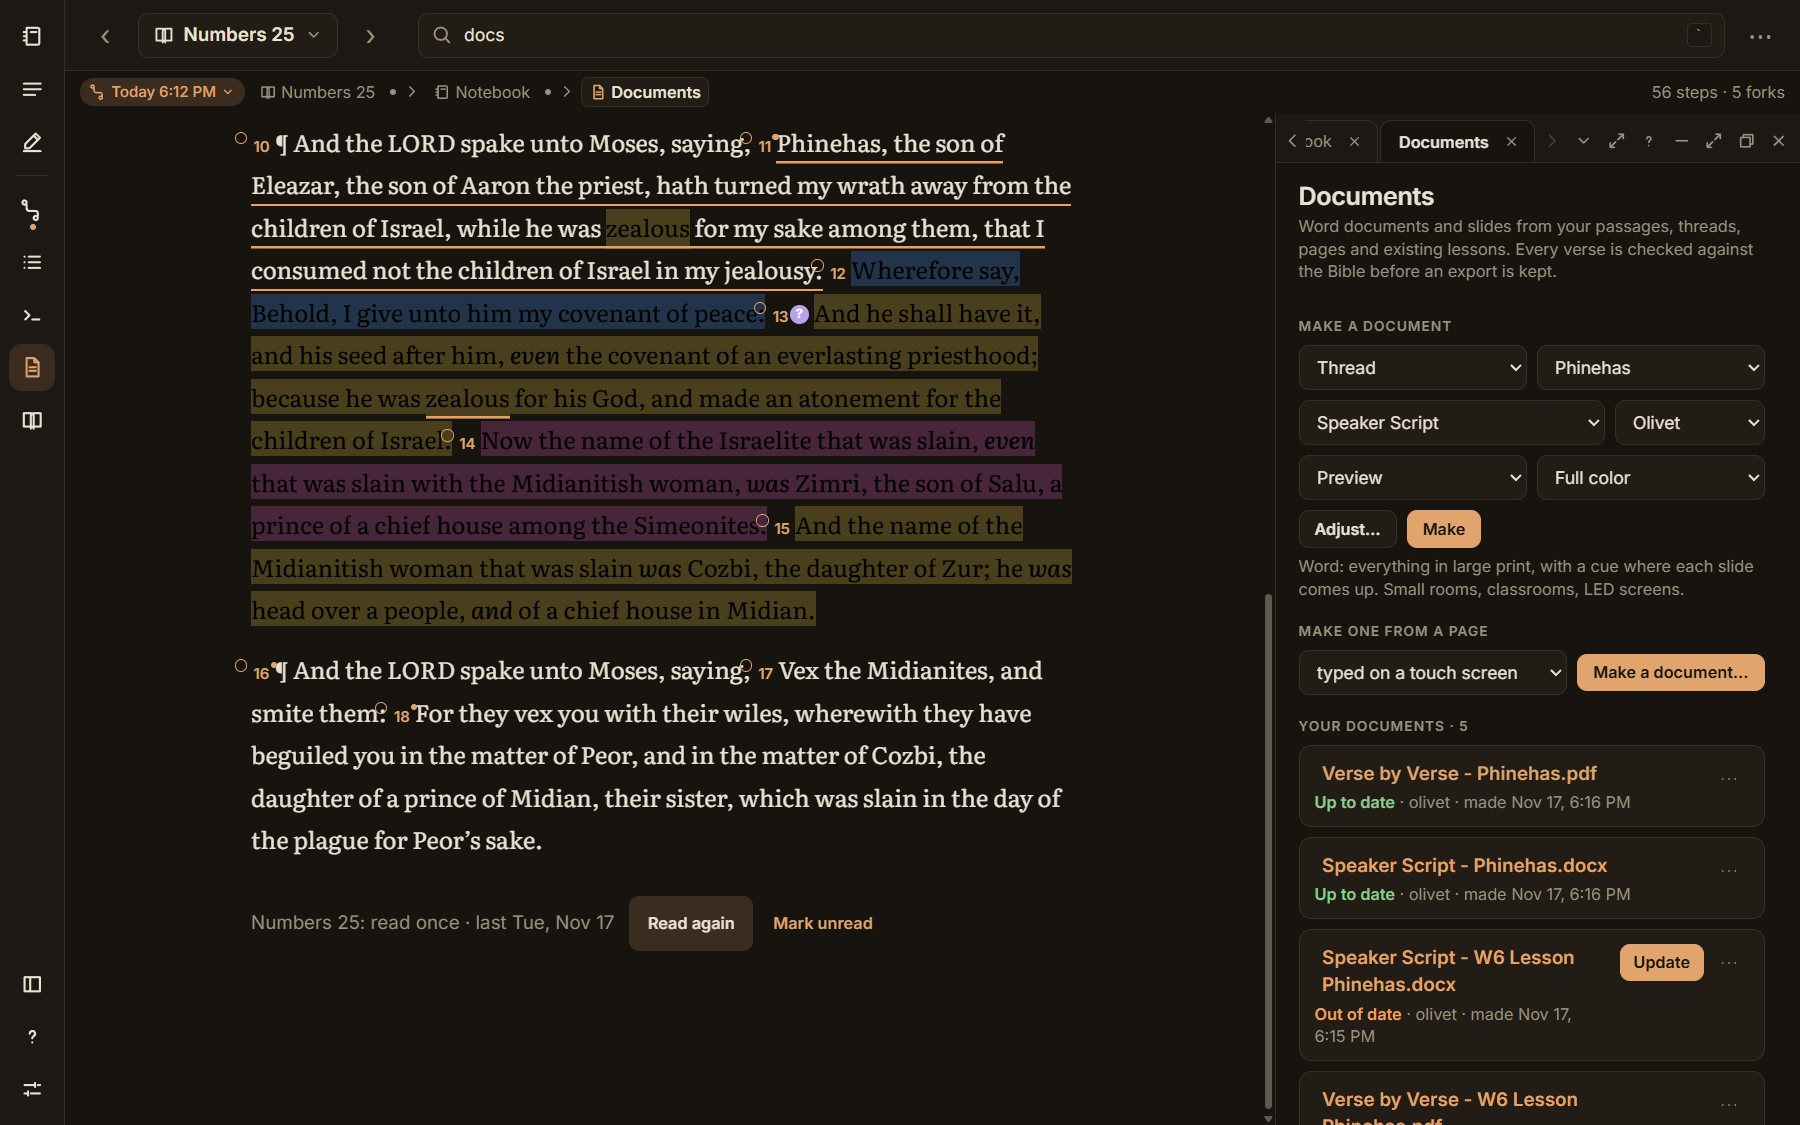 Numbers 25
docs
`
Today 6:12 PM
Numbers 25
Notebook
Documents
56 steps · 5 forks
10 ¶ And the LORD spake unto Moses, saying, 11 Phinehas, the son of
Eleazar, the son of Aaron the priest, hath turned my wrath away from the
children of Israel, while he was zealous for my sake among them, that I
consumed not the children of Israel in my jealousy. 12 Wherefore say,
Behold, I give unto him my covenant of peace: 13 ? And he shall have it,
and his seed after him, even the covenant of an everlasting priesthood;
because he was zealous for his God, and made an atonement for the
children of Israel. 14 Now the name of the Israelite that was slain, even
that was slain with the Midianitish woman, was Zimri, the son of Salu, a
prince of a chief house among the Simeonites. 15 And the name of the
Midianitish woman that was slain was Cozbi, the daughter of Zur; he was
head over a people, and of a chief house in Midian.
16 ¶ And the LORD spake unto Moses, saying, 17 Vex the Midianites, and
smite them: 18 For they vex you with their wiles, wherewith they have
beguiled you in the matter of Peor, and in the matter of Cozbi, the
daughter of a prince of Midian, their sister, which was slain in the day of
the plague for Peor's sake.
Numbers 25: read once · last Tue, Nov 17
Read again
Mark unread
?
ook
Documents
?
Documents
Word documents and slides from your passages, threads,
pages and existing lessons. Every verse is checked against
the Bible before an export is kept.
MAKE A DOCUMENT
Thread
Phinehas
Speaker Script
Olivet
Preview
Full color
Adjust...
Make
Word: everything in large print, with a cue where each slide
comes up. Small rooms, classrooms, LED screens.
MAKE ONE FROM A PAGE
typed on a touch screen
Make a document...
YOUR DOCUMENTS · 5
Verse by Verse - Phinehas.pdf
Up to date · olivet · made Nov 17, 6:16 PM
Speaker Script - Phinehas.docx
Up to date · olivet · made Nov 17, 6:16 PM
Speaker Script - W6 Lesson
Phinehas.docx
Update
Out of date · olivet · made Nov 17,
6:15 PM
Verse by Verse - W6 Lesson
Phinehas.pdf